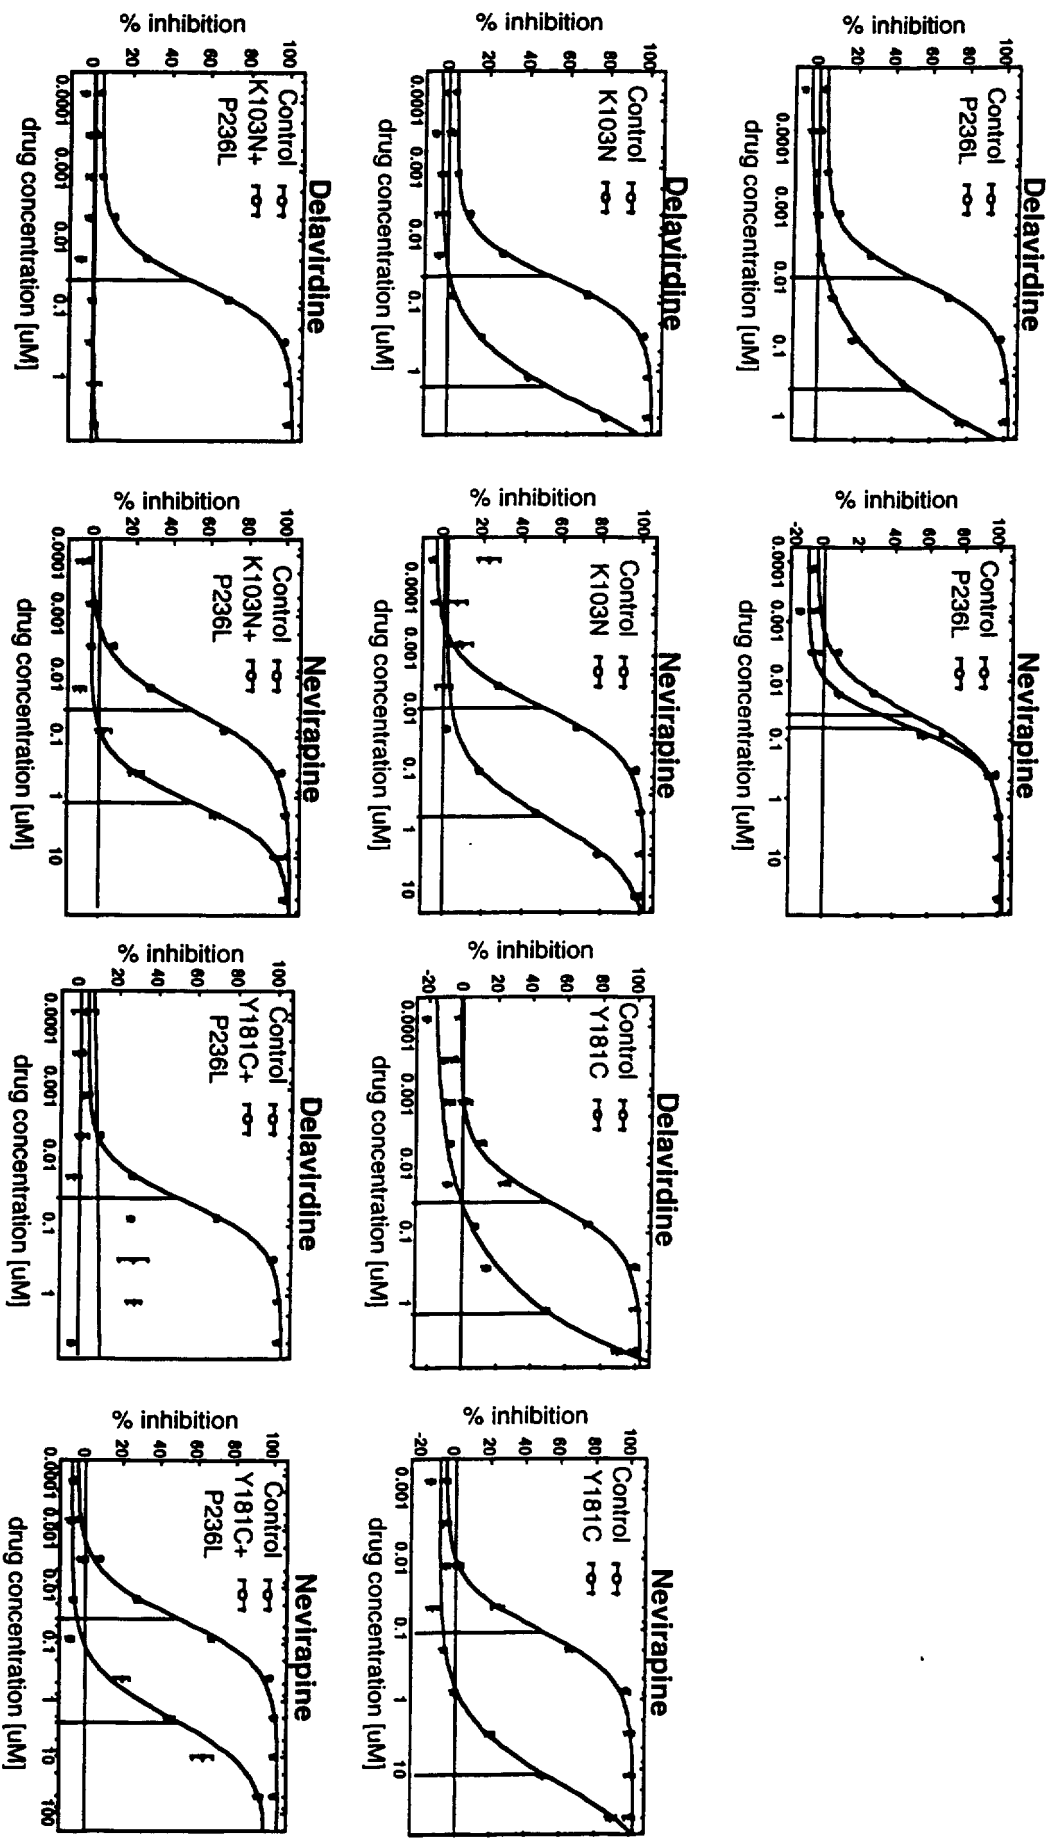 Delavirdine
% inhibition
100
80
60
40
20
0
Control
P236L
0.0001 0.001 0.01 0.1 1
drug concentration [uM]
Nevirapine
% inhibition
100
80
60
40
20
0
-20
Control
P236L
0.0001 0.001 0.01 0.1 1 10
drug concentration [uM]
Delavirdine
% inhibition
100
80
60
40
20
0
Control
K103N
0.0001 0.001 0.01 0.1 1
drug concentration [uM]
Nevirapine
% inhibition
100
80
60
40
20
0
Control
K103N
0.0001 0.001 0.01 0.1 1 10
drug concentration [uM]
Delavirdine
% inhibition
100
80
60
40
20
0
-20
Control
Y181C
0.0001 0.001 0.01 0.1 1
drug concentration [uM]
Nevirapine
% inhibition
100
80
60
40
20
0
-20
Control
Y181C
0.001 0.01 0.1 1 10
drug concentration [uM]
Delavirdine
% inhibition
100
80
60
40
20
0
Control
K103N+
P236L
0.0001 0.001 0.01 0.1 1
drug concentration [uM]
Nevirapine
% inhibition
100
80
60
40
20
0
Control
K103N+
P236L
0.0001 0.001 0.01 0.1 1 10
drug concentration [uM]
Delavirdine
% inhibition
100
80
60
40
20
0
Control
Y181C+
P236L
0.0001 0.001 0.01 0.1 1
drug concentration [uM]
Nevirapine
% inhibition
100
80
60
40
20
0
Control
Y181C+
P236L
0.0001 0.001 0.01 0.1 1 10 100
drug concentration [uM]